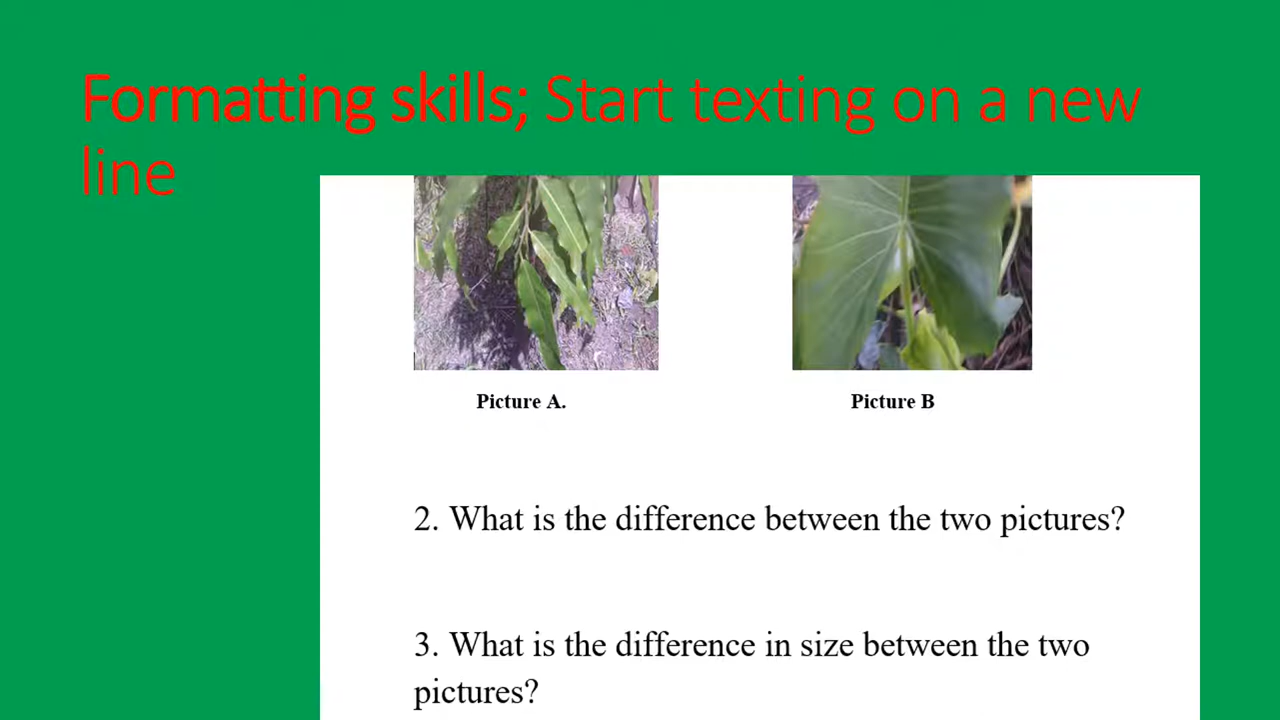 Formatting skills; Start texting on a new
line
Picture A.
Picture B
2. What is the difference between the two pictures?
3. What is the difference in size between the two
pictures?